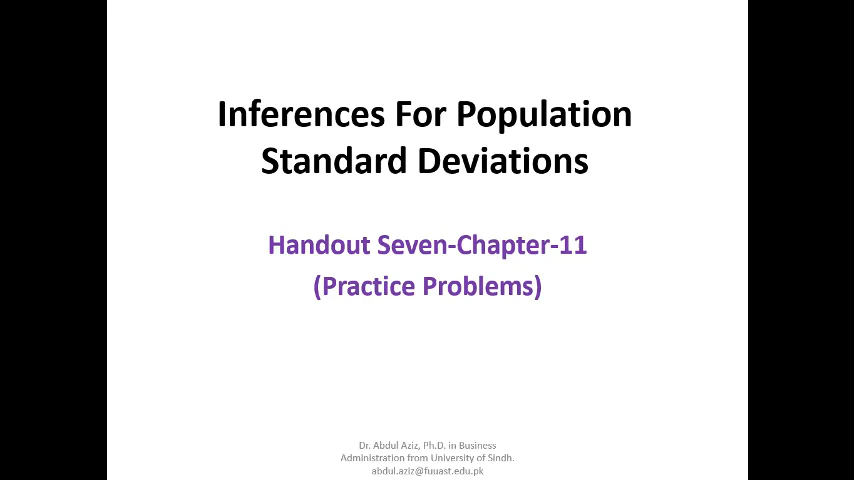 Inferences For Population
Standard Deviations
Handout Seven-Chapter-11
(Practice Problems)
Dr. Abdul Aziz, Ph.D. in Business
Administration from University of Sindh.
abdul.aziz@fuuast.edu.pk